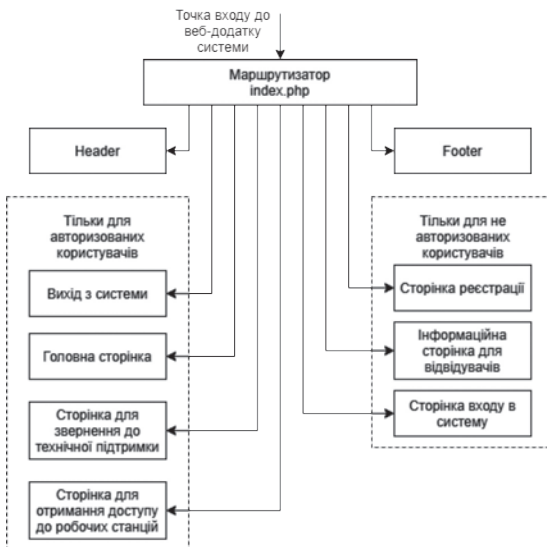 Точка входу до
веб-додатку
системи
Маршрутизатор
index.php
Header
Footer
Тільки для
авторизованих
користувачів
Вихід з системи
Головна сторінка
Сторінка для
звернення до
технічної підтримки
Сторінка для
отримання доступу
до робочих станцій
Тільки для не
авторизованих
користувачів
Сторінка реєстрації
Інформаційна
сторінка для
відвідувачів
Сторінка входу в
систему